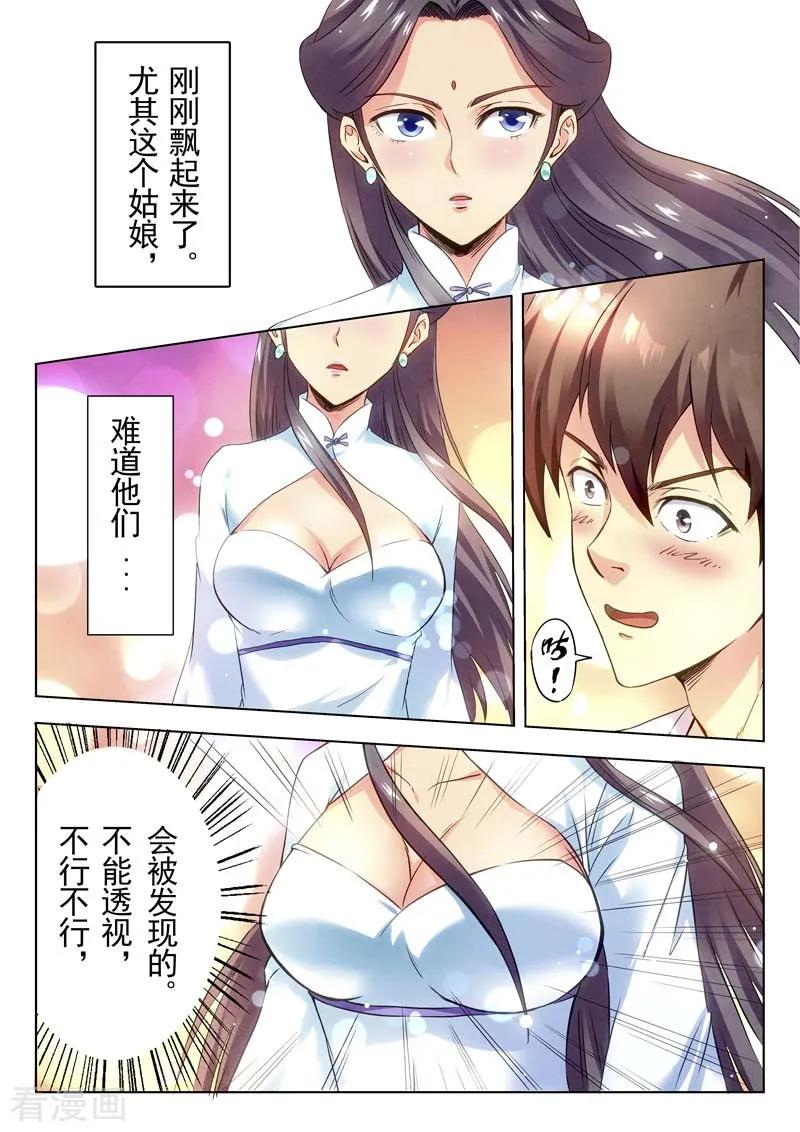 尤其这个姑娘，
刚刚飘起来了。
难道他们
...
咕！
不行不行，
不能透视，
会被发现的。
看漫画